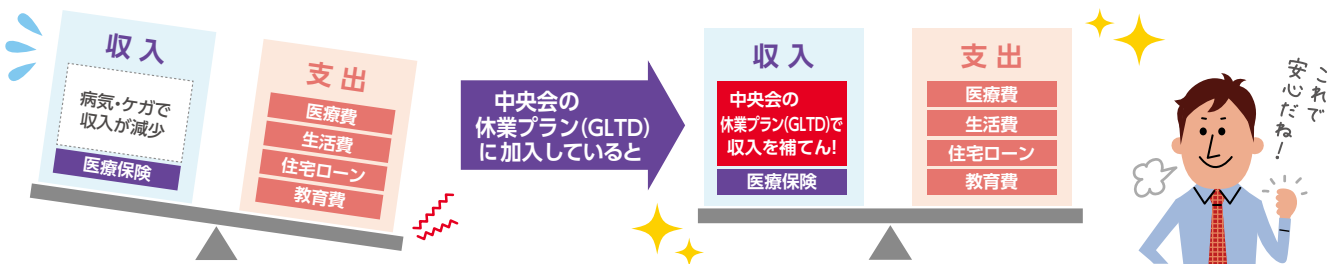 収入
病気・ケガで
収入が減少
医療保険
支出
医療費
生活費
住宅ローン
教育費
中央会の
休業プラン(GLTD)
に加入していると
収入
中央会の
休業プラン(GLTD)で
収入を補てん!
医療保険
支出
医療費
生活費
住宅ローン
教育費
これで
安心だね!